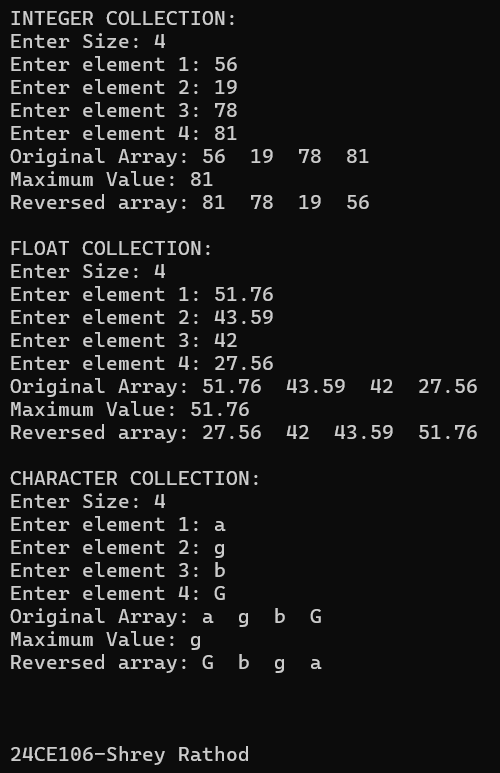 INTEGER COLLECTION:
Enter Size: 4
Enter element 1: 56
Enter element 2: 19
Enter element 3: 78
Enter element 4: 81
Original Array: 56  19  78  81
Maximum Value: 81
Reversed array: 81  78  19  56

FLOAT COLLECTION:
Enter Size: 4
Enter element 1: 51.76
Enter element 2: 43.59
Enter element 3: 42
Enter element 4: 27.56
Original Array: 51.76  43.59  42  27.56
Maximum Value: 51.76
Reversed array: 27.56  42  43.59  51.76

CHARACTER COLLECTION:
Enter Size: 4
Enter element 1: a
Enter element 2: g
Enter element 3: b
Enter element 4: G
Original Array: a  g  b  G
Maximum Value: g
Reversed array: G  b  g  a

24CE106-Shrey Rathod